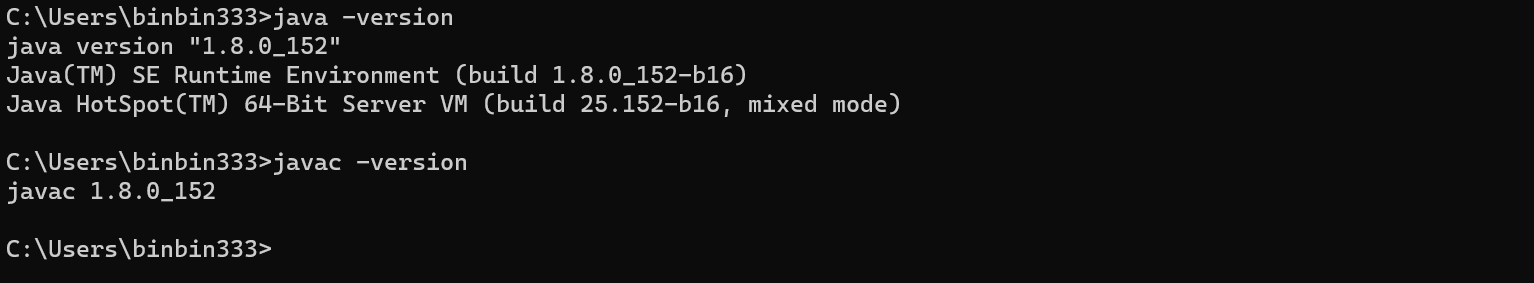 C:\Users\binbin333>java -version
java version "1.8.0_152"
Java(TM) SE Runtime Environment (build 1.8.0_152-b16)
Java HotSpot(TM) 64-Bit Server VM (build 25.152-b16, mixed mode)
C:\Users\binbin333>javac -version
javac 1.8.0_152
C:\Users\binbin333>